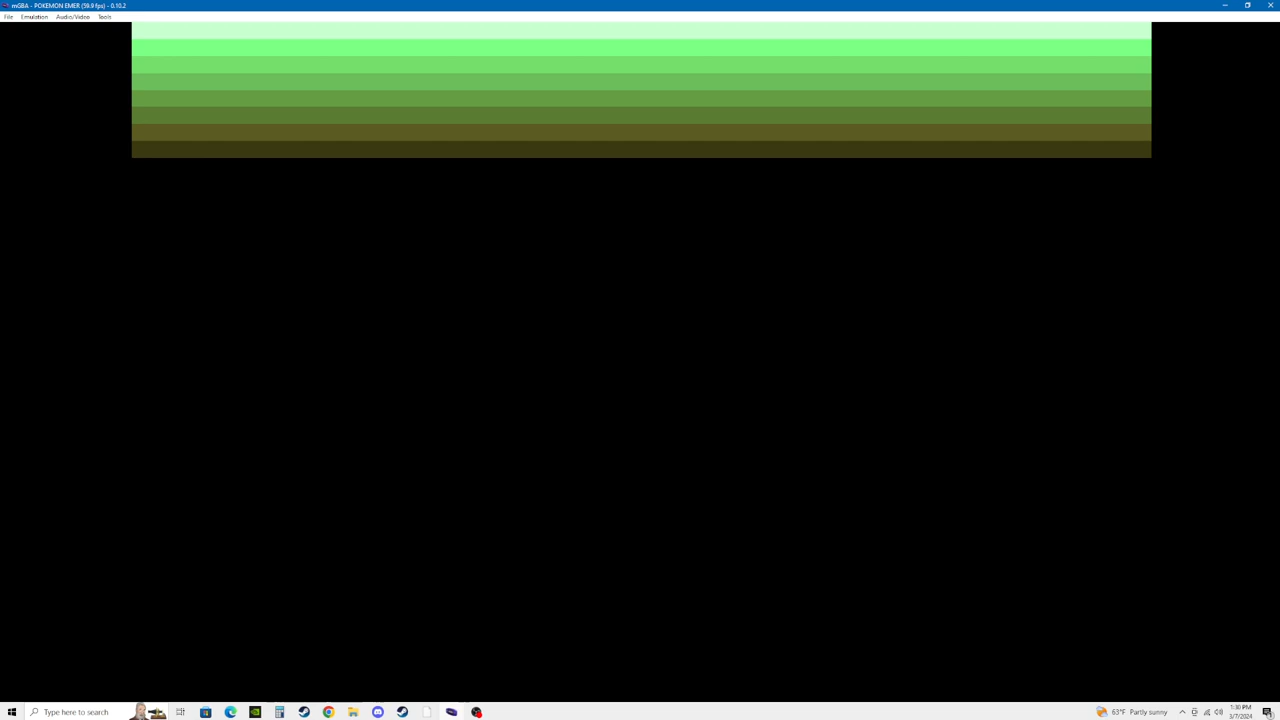 mGBA - POKEMON EMER (59.9 fps) - 0.10.2
File Emulation Audio/Video Tools
Type here to search
63°F Partly sunny
1:30 PM
3/7/2024